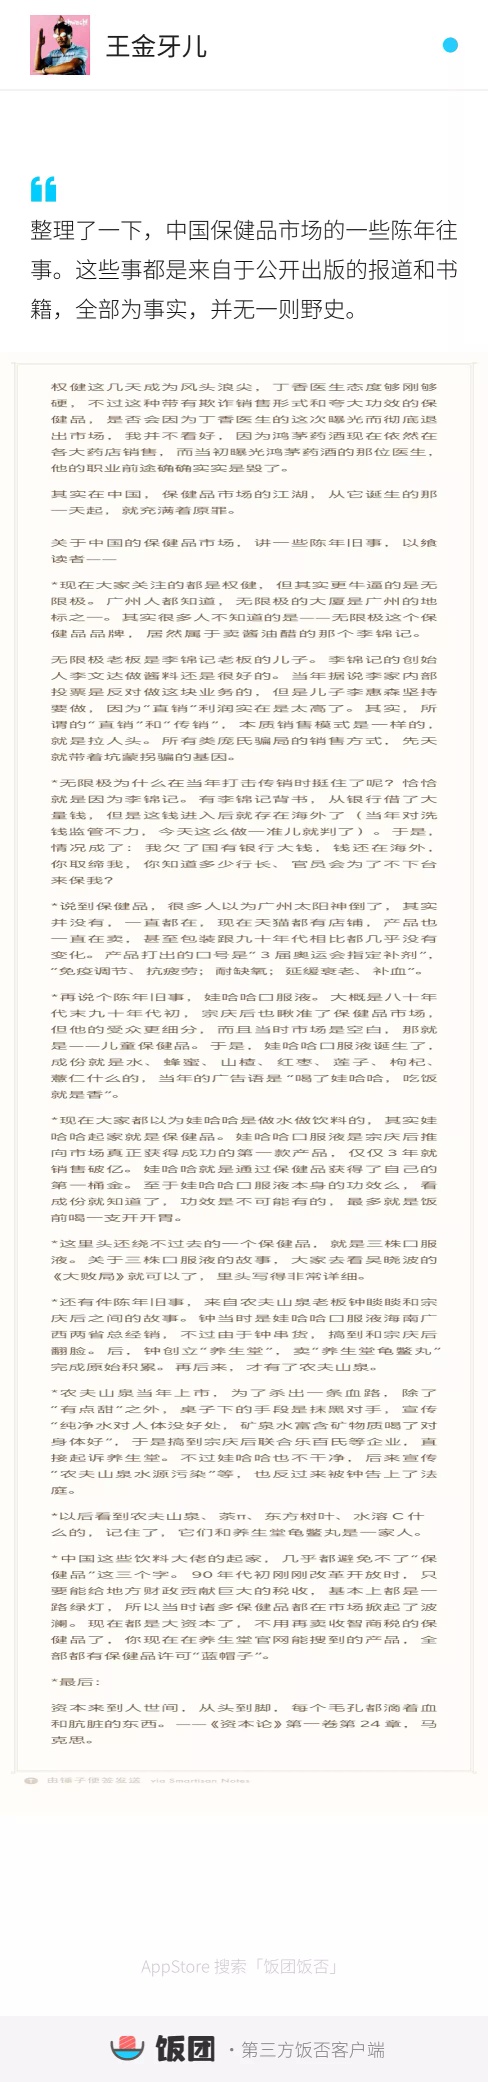 王金牙儿
整理了一下，中国保健品市场的一些陈年往
事。这些事都是来自于公开出版的报道和书
籍，全部为事实，并无一则野史。
权健这几天成为风头浪尖，丁香医生态度够刚够
硬，不过这种带有欺诈销售形式和夸大功效的保
健品，是否会因为丁香医生的这次曝光而彻底退
出市场，我并不看好，因为鸿茅药酒现在依然在
各大药店销售，而当初曝光鸿茅药酒的那位医生，
他的职业前途确确实实是毁了。
其实在中国，保健品市场的江湖，从它诞生的那
一天起，就充满着原罪。
关于中国的保健品市场，讲一些陈年旧事，以飨
读者——
*现在大家关注的都是权健，但其实更牛逼的是无
限极。广州人都知道，无限极的大厦是广州的地
标之一。其实很多人不知道的是——无限极这个保
健品品牌，居然属于卖酱油醋的那个李锦记。
无限极老板是李锦记老板的儿子。李锦记的创始
人李文达做酱料还是很好的。当年据说李家内部
投票是反对做这块业务的，但是儿子李惠森坚持
要做，因为“直销”利润实在是太高了。其实，所
谓的“直销”和“传销”，本质销售模式是一样的，
就是拉人头。所有类庞氏骗局的销售方式，先天
就带着坑蒙拐骗的基因。
*无限极为什么在当年打击传销时挺住了呢？恰恰
就是因为李锦记。有李锦记背书，从银行借了大
量钱，但是这钱进入后就存在海外了（当年对洗
钱监管不力，今天这么做一准儿就判了）。于是，
情况成了：我欠了国有银行大钱，钱还在海外，
你取缔我，你知道多少行长、官员会为了不下台
来保我？
*说到保健品，很多人以为广州太阳神倒了，其实
并没有，一直都在，现在天猫都有店铺，产品也
一直在卖，甚至包装跟九十年代相比都几乎没有
变化。产品打出的口号是“3 届奥运会指定补剂”，
“免疫调节、抗疲劳；耐缺氧；延缓衰老、补血”。
*再说个陈年旧事，娃哈哈口服液。大概是八十年
代末九十年代初，宗庆后也瞅准了保健品市场，
但他的受众更细分，而且当时市场是空白，那就
是——儿童保健品。于是，娃哈哈口服液诞生了，
成份就是水、蜂蜜、山楂、红枣、莲子、枸杞、
薏仁什么的，当年的广告语是“喝了娃哈哈，吃饭
就是香”。
*现在大家都以为娃哈哈是做水做饮料的，其实娃
哈哈起家就是保健品。娃哈哈口服液是宗庆后推
向市场真正获得成功的第一款产品，仅仅 3 年就
销售破亿。娃哈哈就是通过保健品获得了自己的
第一桶金。至于娃哈哈口服液本身的功效么，看
成份就知道了，功效是不可能有的，最多就是饭
前喝一支开开胃。
*这里头还绕不过去的一个保健品，就是三株口服
液。关于三株口服液的故事，大家去看吴晓波的
《大败局》就可以了，里头写得非常详细。
*还有件陈年旧事，来自农夫山泉老板钟睒睒和宗
庆后之间的故事。钟当时是娃哈哈口服液海南广
西两省总经销，不过由于钟串货，搞到和宗庆后
翻脸。后，钟创立“养生堂”，卖“养生堂龟鳖丸”
完成原始积累。再后来，才有了农夫山泉。
*农夫山泉当年上市，为了杀出一条血路，除了
“有点甜”之外，桌子下的手段是抹黑对手，宣传
“纯净水对人体没好处，矿泉水富含矿物质喝了对
身体好”，于是搞到宗庆后联合乐百氏等企业，直
接起诉养生堂。不过娃哈哈也不干净，后来宣传
“农夫山泉水源污染”等，也反过来被钟告上了法
庭。
*以后看到农夫山泉、茶π、东方树叶、水溶 C 什
么的，记住了，它们和养生堂龟鳖丸是一家人。
*中国这些饮料大佬的起家，几乎都避免不了“保
健品”这三个字。90 年代初刚刚改革开放时，只
要能给地方财政贡献巨大的税收，基本上都是一
路绿灯，所以当时诸多保健品都在市场掀起了波
澜。现在都是大资本了，不用再卖收智商税的保
健品了，你现在在养生堂官网能搜到的产品，全
部都有保健品许可“蓝帽子”。
*最后：
资本来到人世间，从头到脚，每个毛孔都滴着血
和肮脏的东西。——《资本论》第一卷第 24 章，马
克思。
由锤子便签发送 via Smartisan Notes
AppStore 搜索「饭团饭否」
饭团 · 第三方饭否客户端